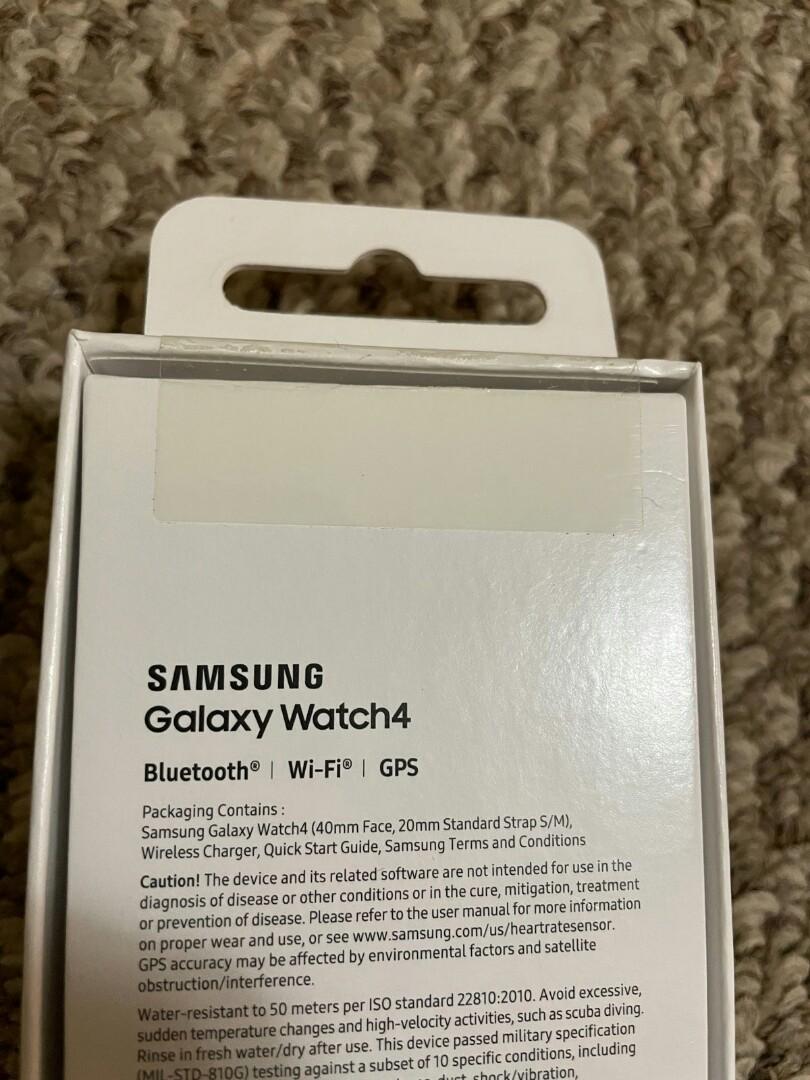 SAMSUNG
Galaxy Watch4
Bluetooth® | Wi-Fi® | GPS
Packaging Contains :
Samsung Galaxy Watch4 (40mm Face, 20mm Standard Strap S/M),
Wireless Charger, Quick Start Guide, Samsung Terms and Conditions
Caution! The device and its related software are not intended for use in the
diagnosis of disease or other conditions or in the cure, mitigation, treatment
or prevention of disease. Please refer to the user manual for more information
on proper wear and use, or see www.samsung.com/us/heartratesensor.
GPS accuracy may be affected by environmental factors and satellite
obstruction/interference.
Water-resistant to 50 meters per ISO standard 22810:2010. Avoid excessive,
sudden temperature changes and high-velocity activities, such as scuba diving.
Rinse in fresh water/dry after use. This device passed military specification
(MIL-STD-810G) testing against a subset of 10 specific conditions, including
dust, shock/vibration,